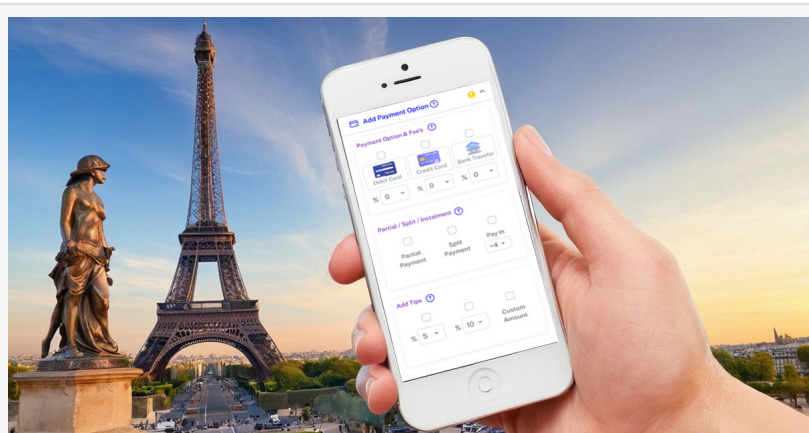 Add Payment Option ?
Payment Option & Fee's ?
Debit Card
Credit Card
Bank Transfer
% 0
% 0
% 0
Partial / Split / Instalment ?
Partial
Payment
Split
Payment
Pay In
+4
Add Tips ?
% 5
% 10
Custom
Amount